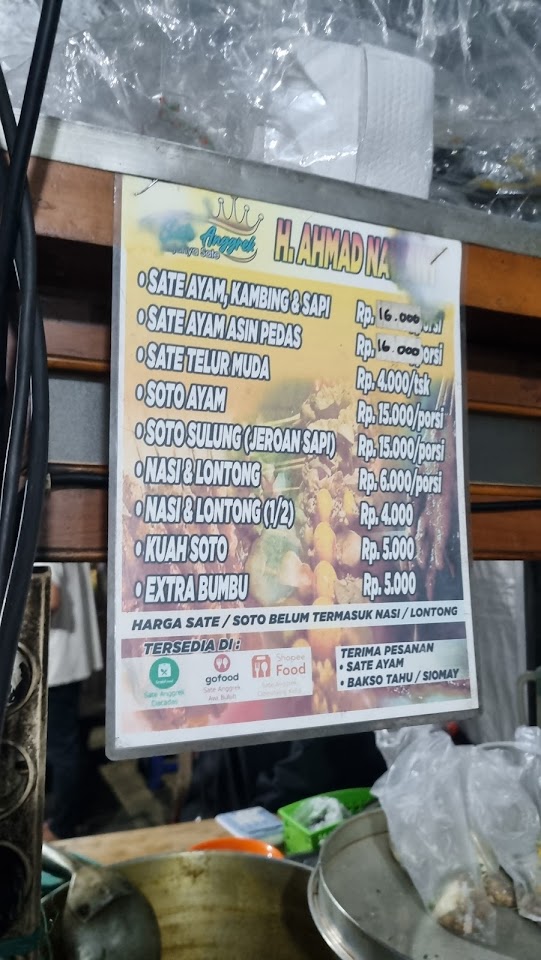 Anggrek
H. AHMAD
• SATE AYAM, KAMBING & SAPI Rp. 16.000/porsi
• SATE AYAM ASIN PEDAS Rp. 16.000/porsi
• SATE TELUR MUDA Rp. 4.000/tsk
• SOTO AYAM Rp. 15.000/porsi
• SOTO SULUNG (JEROAN SAPI) Rp. 15.000/porsi
• NASI & LONTONG Rp. 6.000/porsi
• NASI & LONTONG (1/2) Rp. 4.000
• KUAH SOTO Rp. 5.000
• EXTRA BUMBU Rp. 5.000
HARGA SATE / SOTO BELUM TERMASUK NASI / LONTONG
TERSEDIA DI :
Sate Anggrek
gofood
Sate Anggrek
Shopee
Food
TERIMA PESANAN
• SATE AYAM
• BAKSO TAHU / SIOMAY